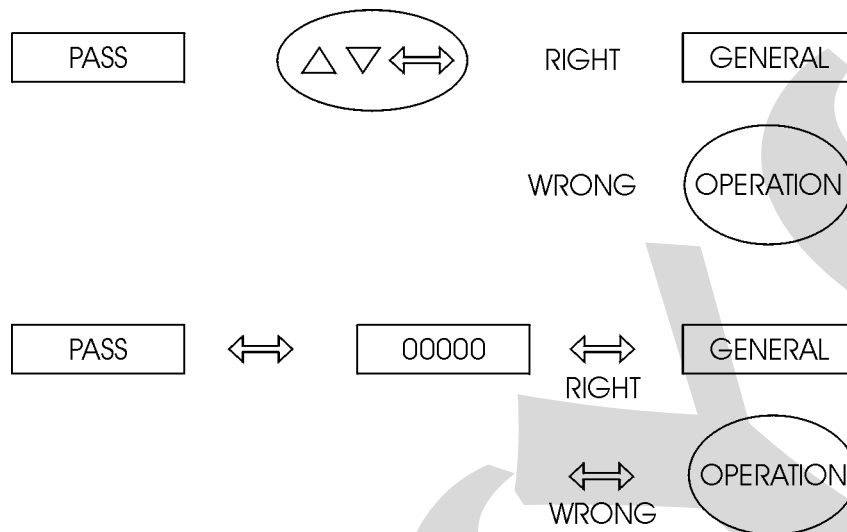 PASS RIGHT GENERAL
WRONG OPERATION
PASS 00000 GENERAL
RIGHT
OPERATION
WRONG